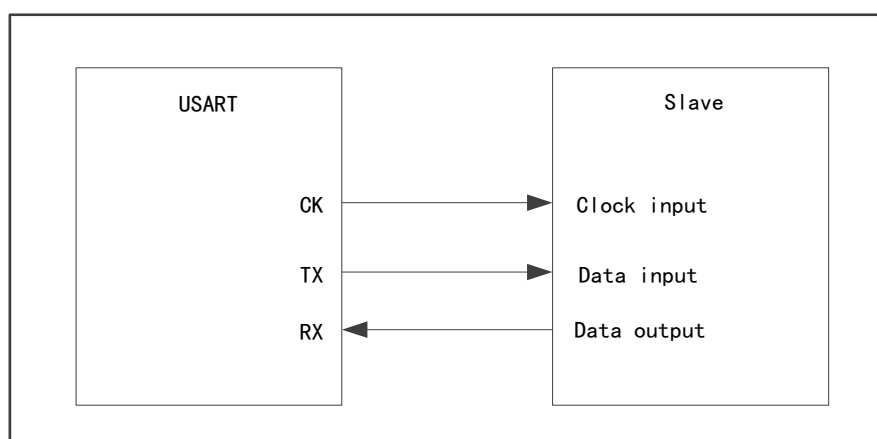 USART
Slave
CK
Clock input
TX
Data input
RX
Data output